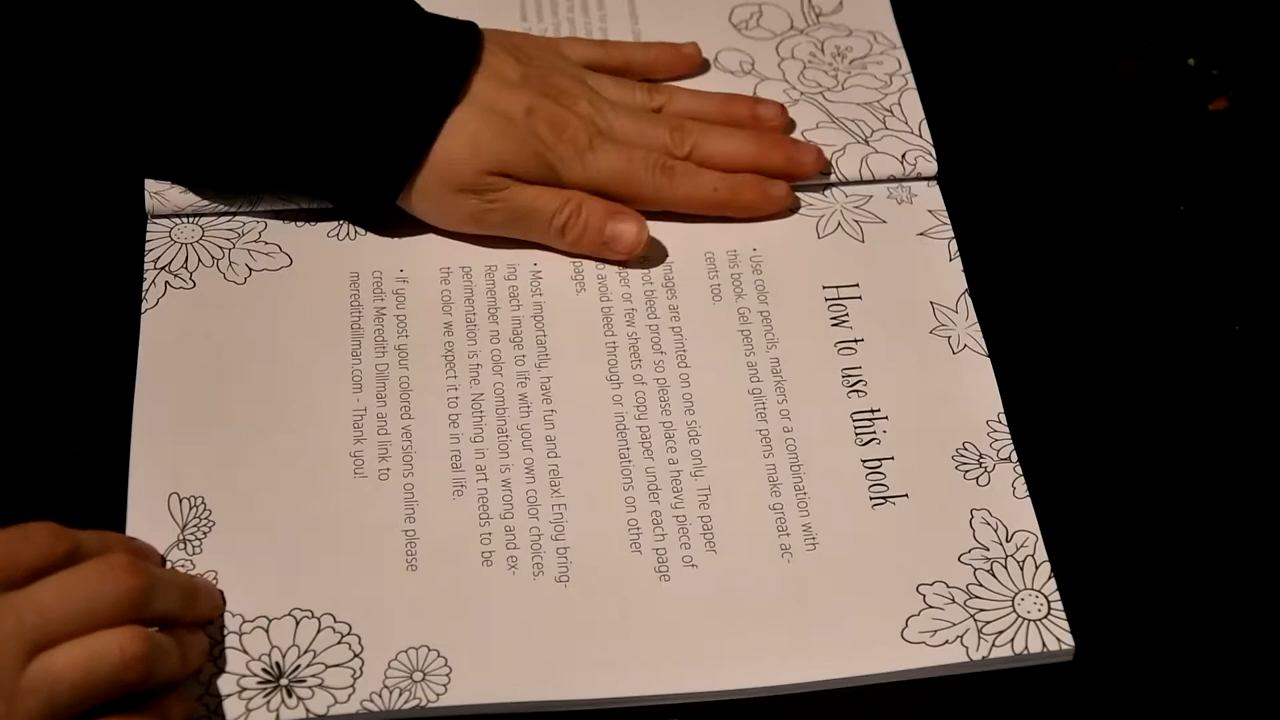 How to use this book
• Use color pencils, markers or a combination with
this book. Gel pens and glitter pens make great ac-
cents too.
Images are printed on one side only. The paper
not bleed proof so please place a heavy piece of
or few sheets of copy paper under each page
avoid bleed through or indentations on other
pages.
• Most importantly, have fun and relax! Enjoy bring-
ing each image to life with your own color choices.
Remember no color combination is wrong and ex-
perimentation is fine. Nothing in art needs to be
the color we expect it to be in real life.
• If you post your colored versions online please
credit Meredith Dillman and link to
meredithdillman.com - Thank you!